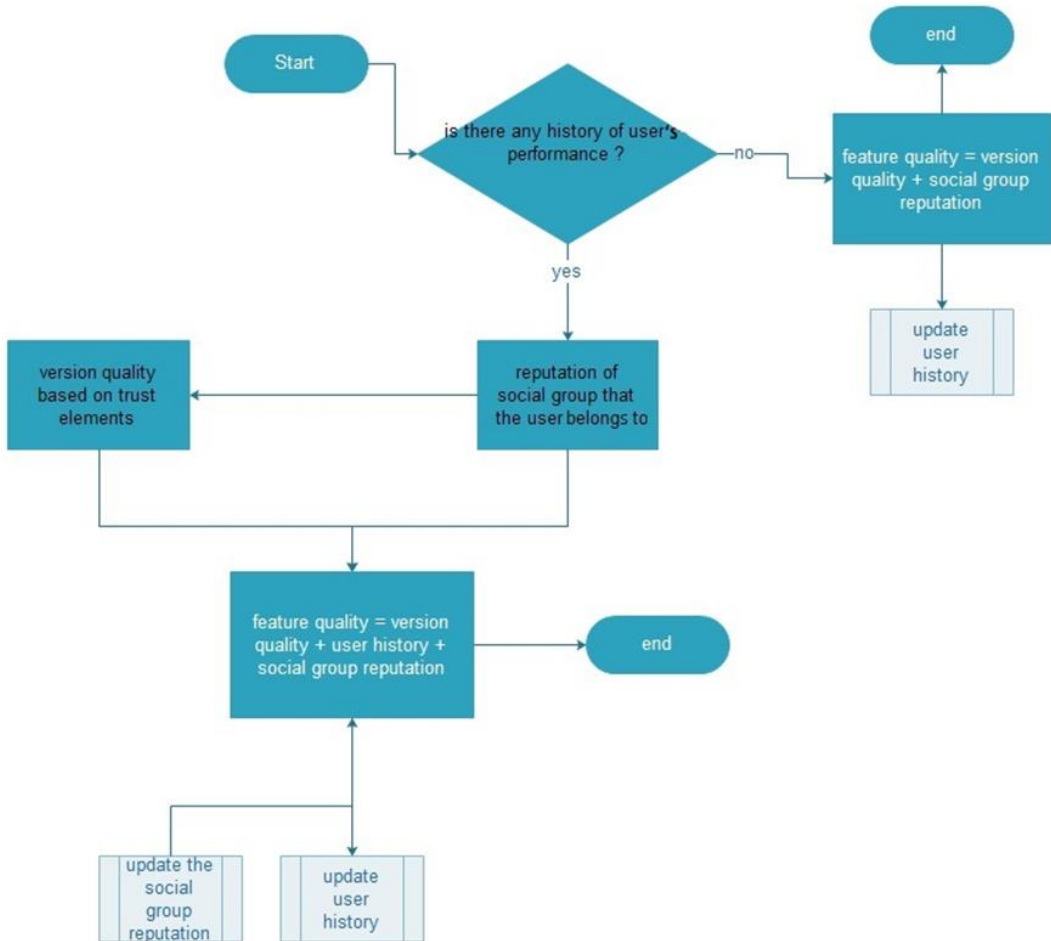 Start
end
is there any history of user's
performance ?
no
feature quality = version
quality + social group
reputation
yes
update
user
history
version quality
based on trust
elements
reputation of
social group that
the user belongs to
feature quality = version
quality + user history +
social group reputation
end
update the
social
group
reputation
update
user
history